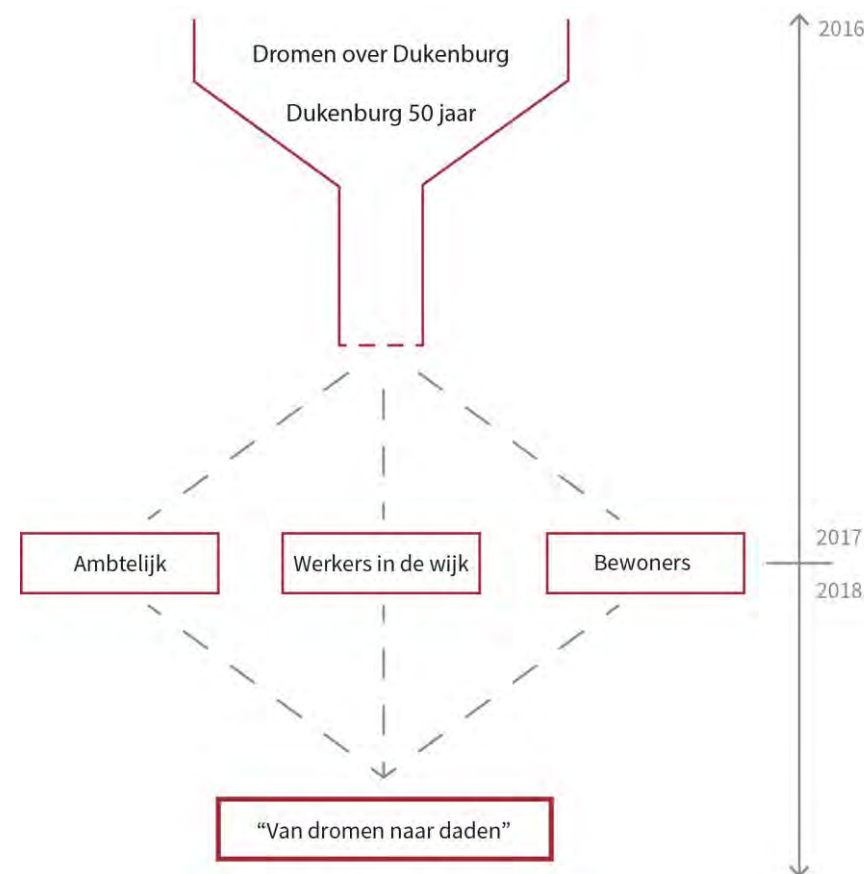 2016
Dromen over Dukenburg
Dukenburg 50 jaar
2017
Ambtelijk
Werkers in de wijk
Bewoners
2018
“Van dromen naar daden”